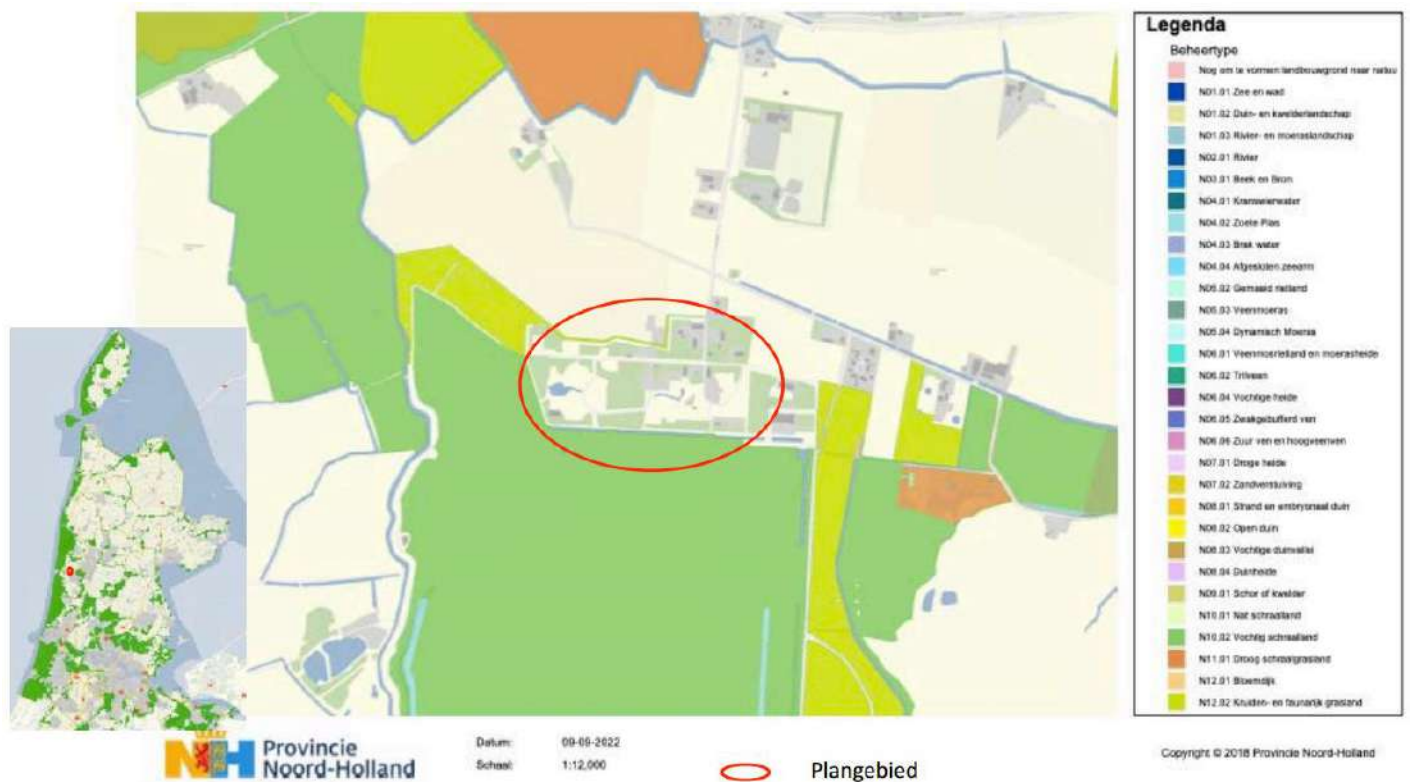 Legenda
Beheertype
Nog om te vormen landbouwgrond naar natuu
N01.01 Zee en wad
N01.02 Duin- en kwelderlandschap
N01.03 Rivier- en moeraslandschap
N02.01 Rivier
N03.01 Beek en Bron
N04.01 Kranswierwater
N04.02 Zoete Plas
N04.03 Brak water
N04.04 Afgesloten zeearm
N05.02 Gemaaid rietland
N05.03 Veenmoeras
N05.04 Dynamisch Moeras
N06.01 Veenmosrietland en moerasheide
N06.02 Trilveen
N06.04 Vochtige heide
N06.05 Zwakgebufferd ven
N06.06 Zuur ven en hoogveenven
N07.01 Droge heide
N07.02 Zandverstuiving
N08.01 Strand en embryonaal duin
N08.02 Open duin
N08.03 Vochtige duinvallei
N08.04 Duinheide
N09.01 Schor of kwelder
N10.01 Nat schraalland
N10.02 Vochtig schraalland
N11.01 Droog schraalgrasland
N12.01 Bloemdijk
N12.02 Kruiden- en faunarijk grasland
NH Provincie
Noord-Holland
Datum: 09-09-2022
Schaal: 1:12,000
Plangebied
Copyright © 2018 Provincie Noord-Holland